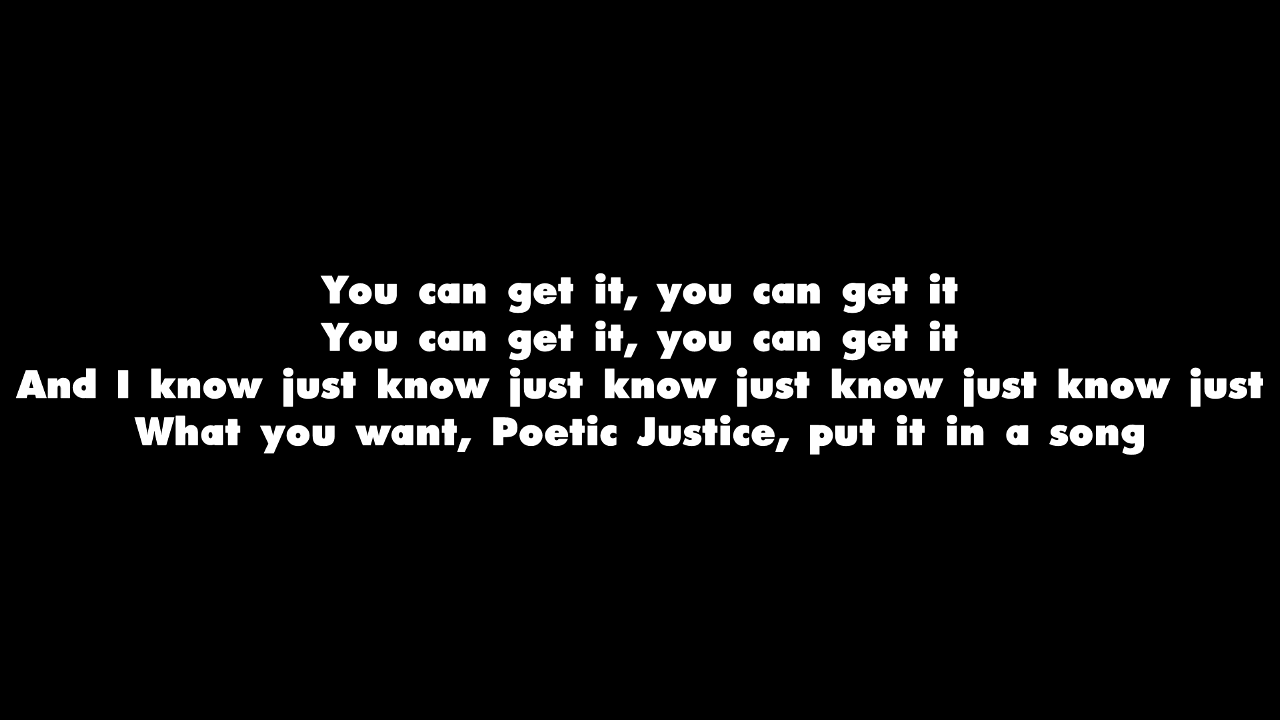 You can get it, you can get it
You can get it, you can get it
And I know just know just know just know just know just
What you want, Poetic Justice, put it in a song